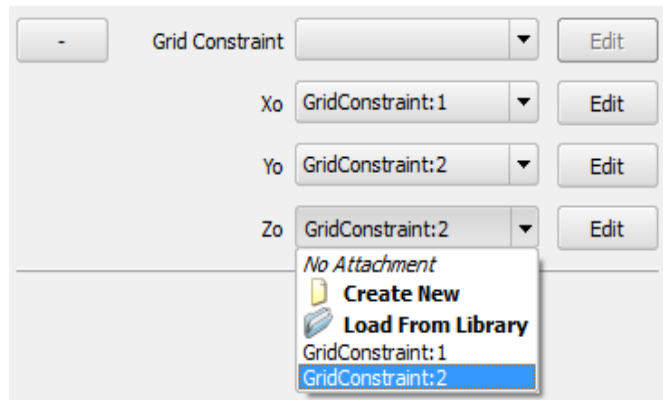 - Grid Constraint Edit
Xo GridConstraint:1 Edit
Yo GridConstraint:2 Edit
Zo GridConstraint:2 Edit
No Attachment
Create New
Load From Library
GridConstraint:1
GridConstraint:2